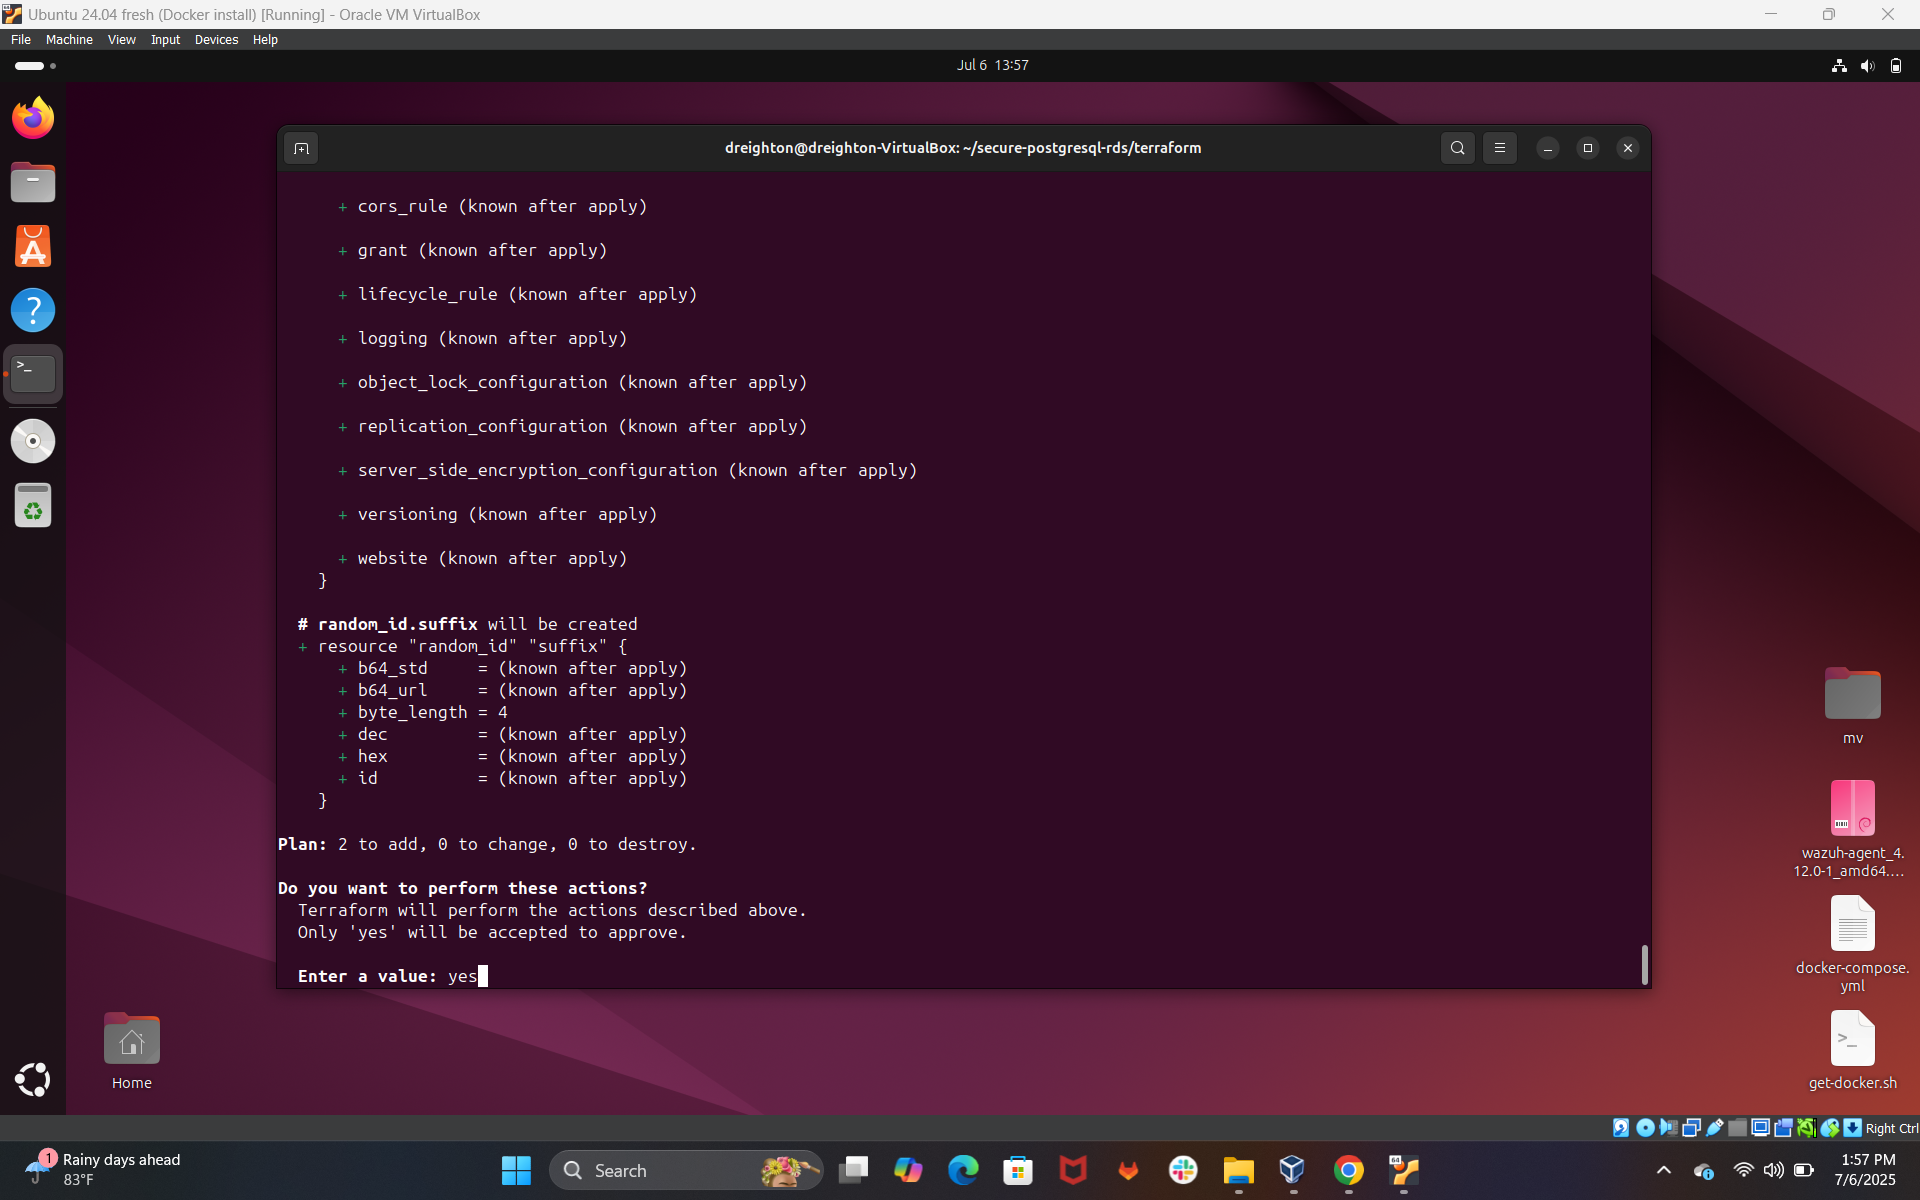 Ubuntu 24.04 fresh (Docker install) [Running] - Oracle VM VirtualBox
File Machine View Input Devices Help
Jul 6 13:57
dreighton@dreighton-VirtualBox: ~/secure-postgresql-rds/terraform
+ cors_rule (known after apply)
+ grant (known after apply)
+ lifecycle_rule (known after apply)
+ logging (known after apply)
+ object_lock_configuration (known after apply)
+ replication_configuration (known after apply)
+ server_side_encryption_configuration (known after apply)
+ versioning (known after apply)
+ website (known after apply)
}
# random_id.suffix will be created
+ resource "random_id" "suffix" {
+ b64_std = (known after apply)
+ b64_url = (known after apply)
+ byte_length = 4
+ dec = (known after apply)
+ hex = (known after apply)
+ id = (known after apply)
}
Plan: 2 to add, 0 to change, 0 to destroy.
Do you want to perform these actions?
Terraform will perform the actions described above.
Only 'yes' will be accepted to approve.
Enter a value: yes
mv
wazuh-agent_4.
12.0-1_amd64....
docker-compose.
yml
get-docker.sh
Home
Right Ctrl
1
Rainy days ahead
83°F
Search
64
1:57 PM
7/6/2025